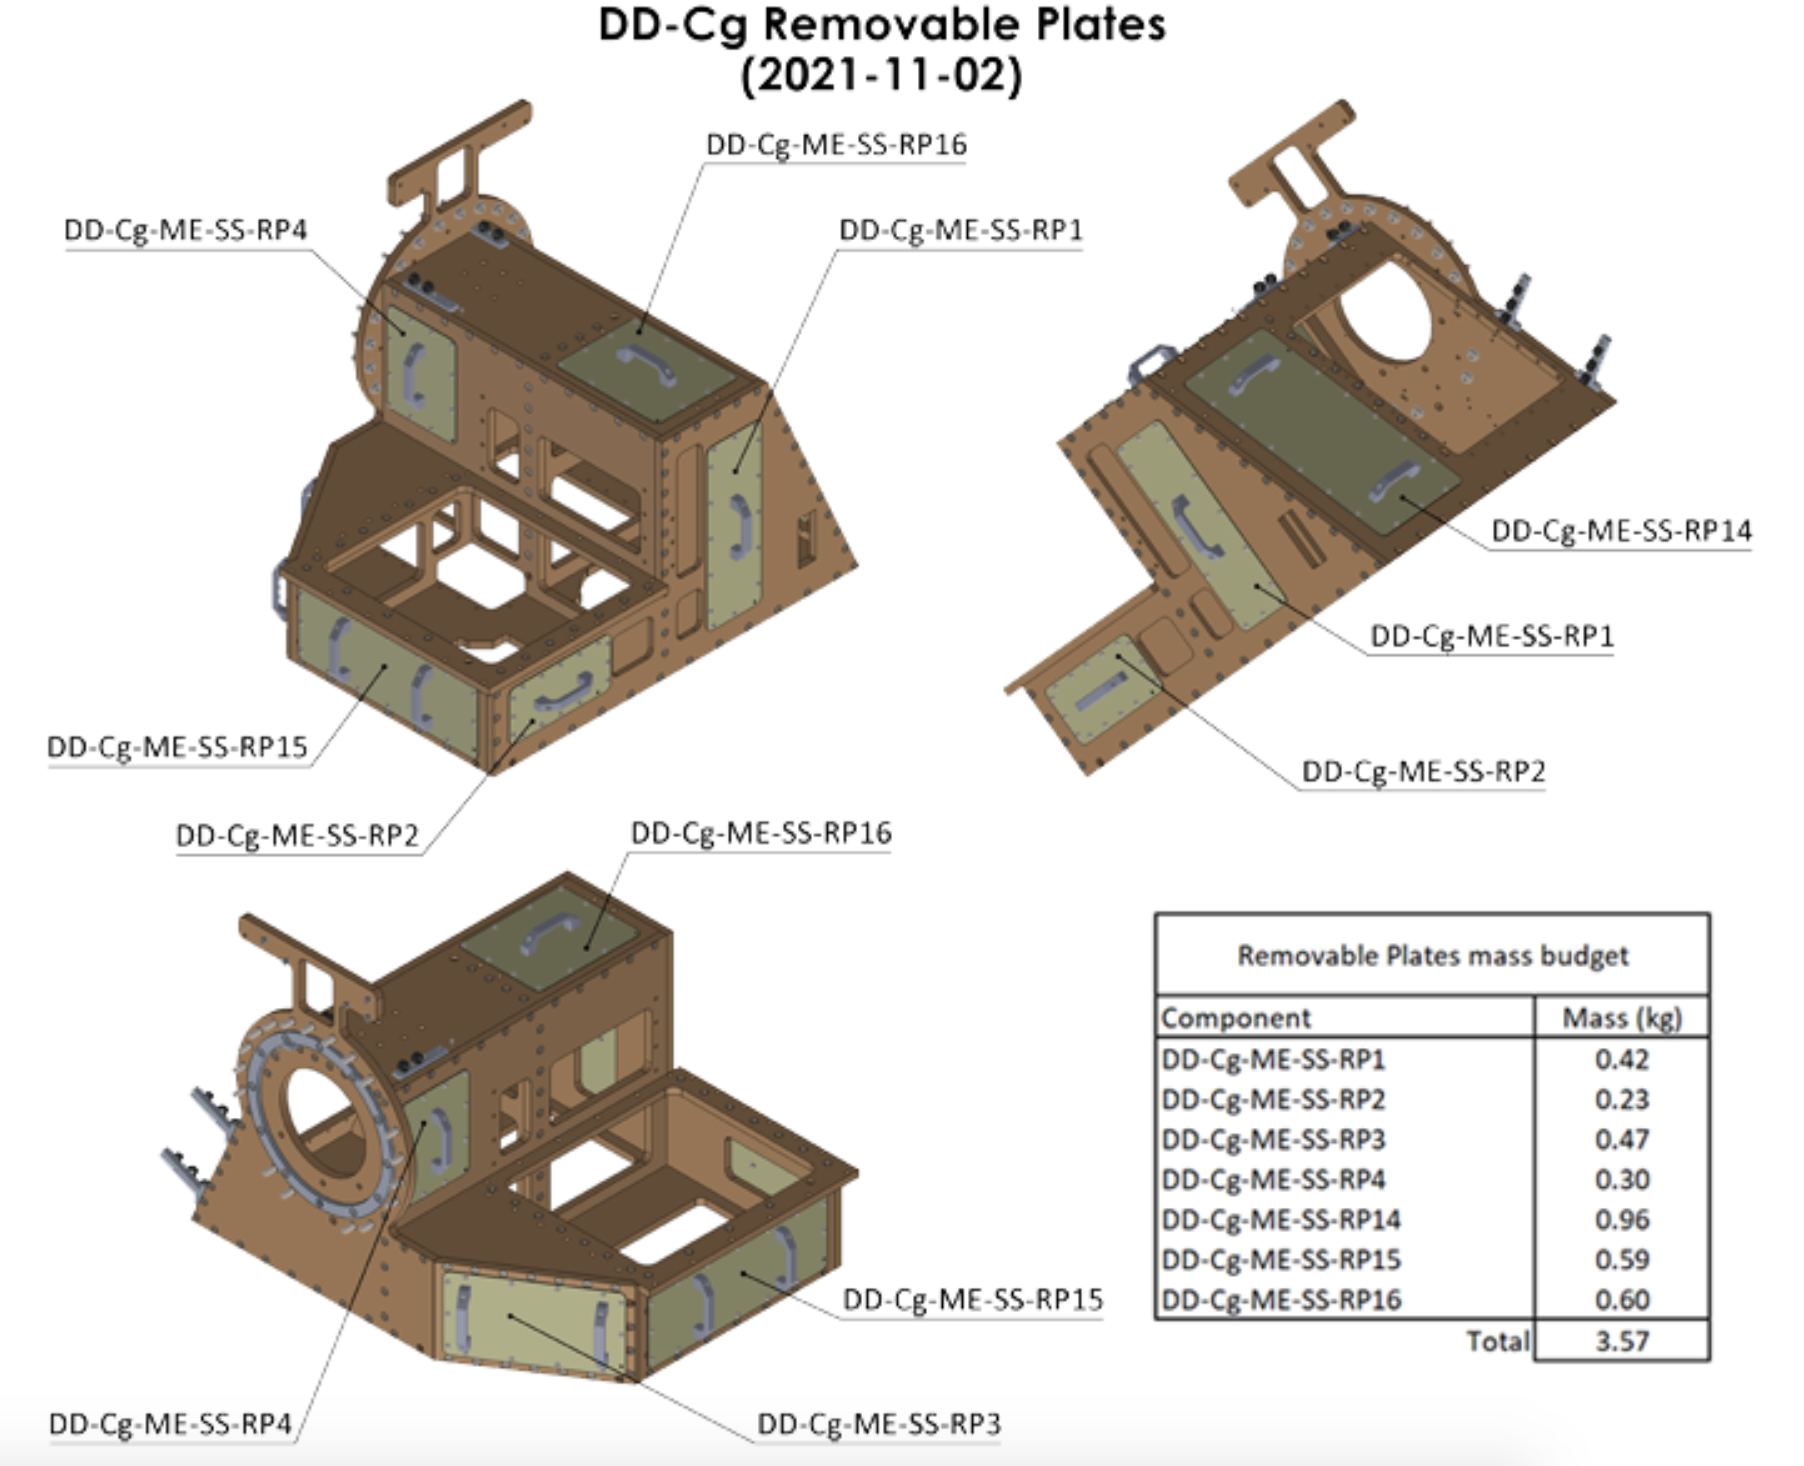 DD-Cg Removable Plates
(2021-11-02)
DD-Cg-ME-SS-RP16
DD-Cg-ME-SS-RP4
DD-Cg-ME-SS-RP1
DD-Cg-ME-SS-RP14
DD-Cg-ME-SS-RP1
DD-Cg-ME-SS-RP15
DD-Cg-ME-SS-RP2
DD-Cg-ME-SS-RP2
DD-Cg-ME-SS-RP16
DD-Cg-ME-SS-RP15
DD-Cg-ME-SS-RP4
DD-Cg-ME-SS-RP3
Removable Plates mass budget
Component Mass (kg)
DD-Cg-ME-SS-RP1 0.42
DD-Cg-ME-SS-RP2 0.23
DD-Cg-ME-SS-RP3 0.47
DD-Cg-ME-SS-RP4 0.30
DD-Cg-ME-SS-RP14 0.96
DD-Cg-ME-SS-RP15 0.59
DD-Cg-ME-SS-RP16 0.60
Total 3.57